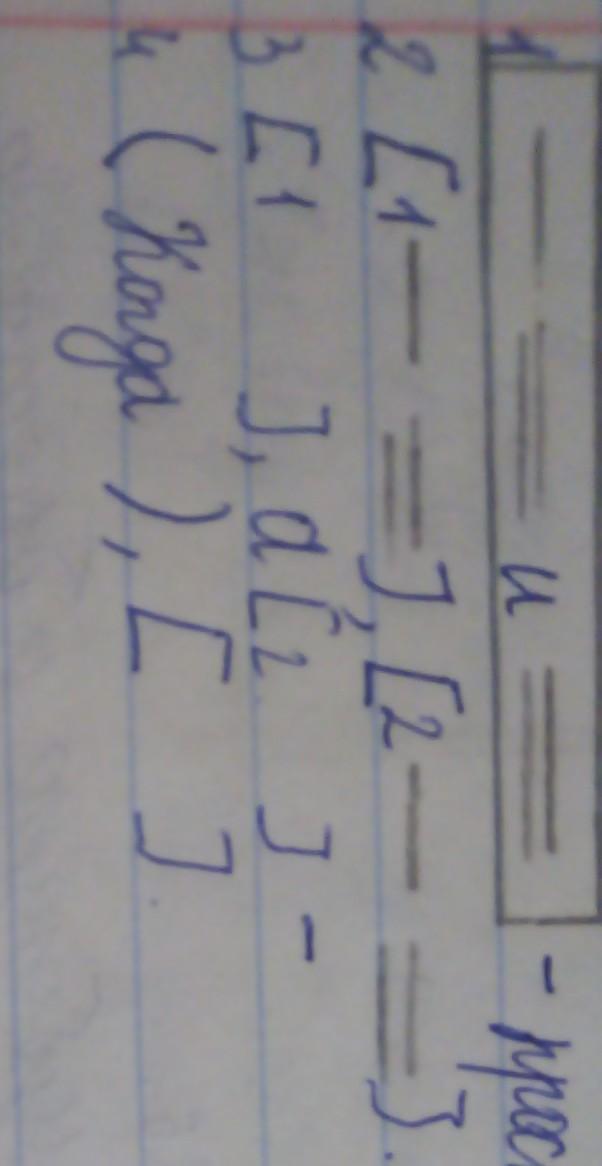 1 — = и = - прос
2 [1 — =], [2 — =].
3 [1 ], а [2 ] -
4 (Когда), [ ].